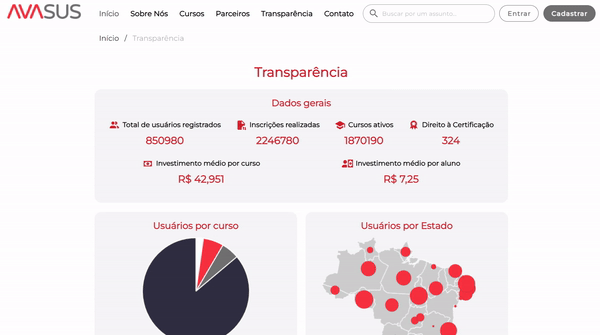 AVASUS
Início Sobre Nós Cursos Parceiros Transparência Contato Buscar por um assunto... Entrar Cadastrar
Início / Transparência
Transparência
Dados gerais
Total de usuários registrados Inscrições realizadas Cursos ativos Direito à Certificação
850980 2246780 1870190 324
Investimento médio por curso Investimento médio por aluno
R$ 42,951 R$ 7,25
Usuários por curso Usuários por Estado